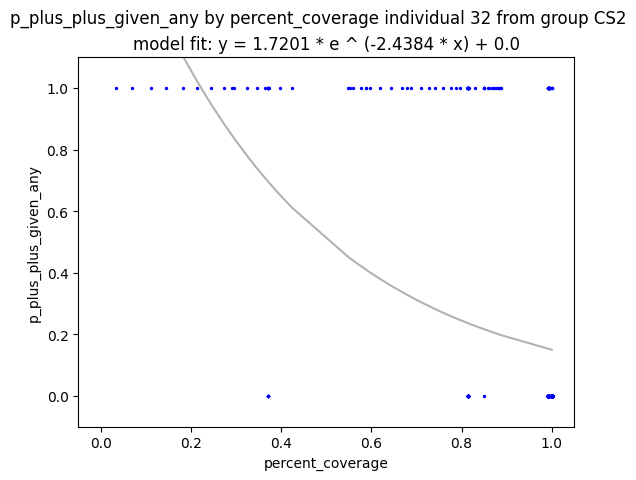 p_plus_plus_given_any by percent_coverage individual 32 from group CS2
model fit: y = 1.7201 * e ^ (-2.4384 * x) + 0.0
1.0
0.8
0.6
0.4
0.2
0.0
p_plus_plus_given_any
0.0 0.2 0.4 0.6 0.8 1.0
percent_coverage